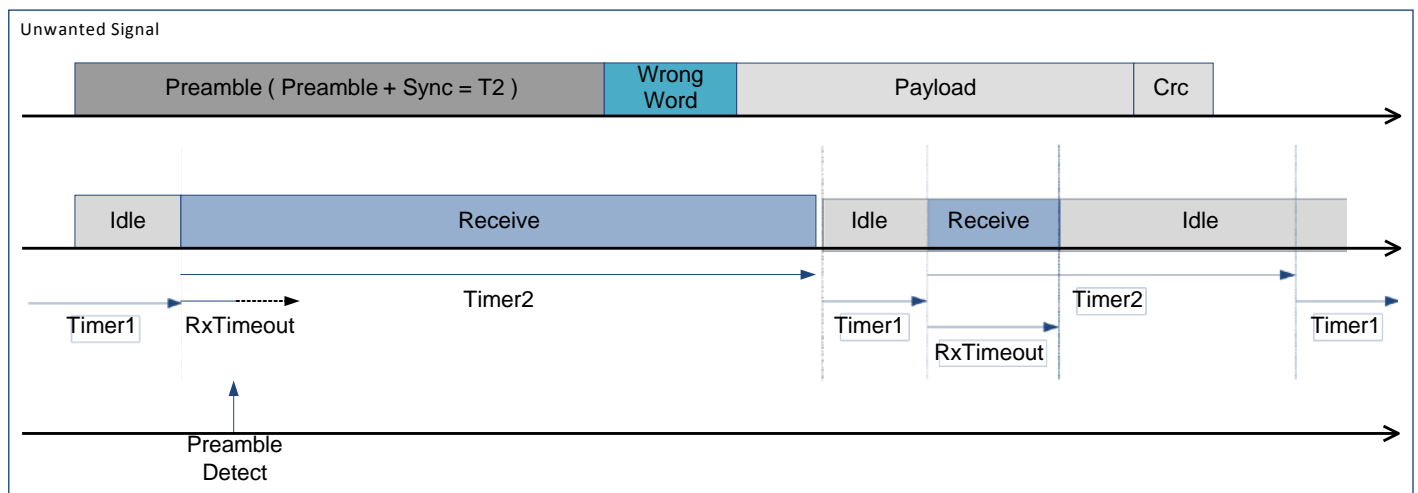 Unwanted Signal
Preamble ( Preamble + Sync = T2 )
Wrong
Word
Payload
Crc
Idle
Receive
Idle
Receive
Idle
Timer1
RxTimeout
Timer2
Timer1
RxTimeout
Timer2
Timer1
Preamble
Detect